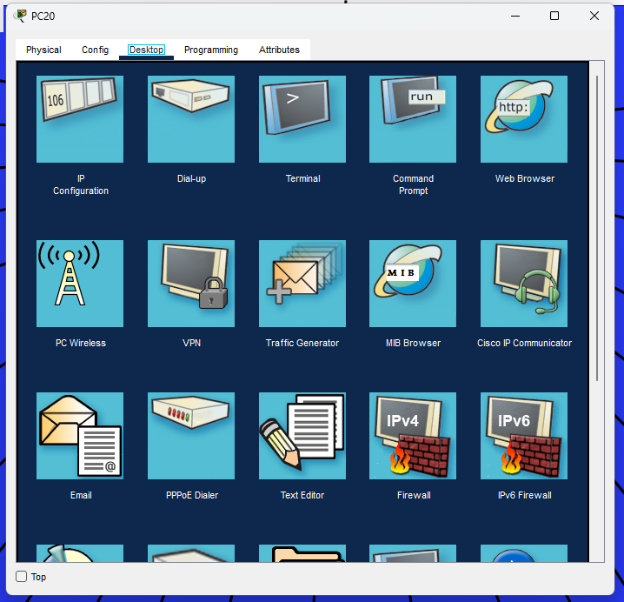 PC20
Physical Config Desktop Programming Attributes
106
>
run
http:
IP
Configuration
Dial-up
Terminal
Command
Prompt
Web Browser
MIB
PC Wireless
VPN
Traffic Generator
MIB Browser
Cisco IP Communicator
@
IPv4
IPv6
Email
PPPoE Dialer
Text Editor
Firewall
IPv6 Firewall
Top